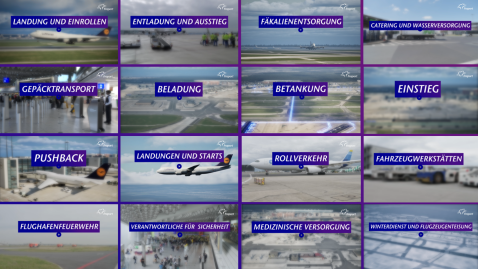 LANDUNG UND EINROLLEN
ENTLADUNG UND AUSSTIEG
FÄKALIENENTSORGUNG
CATERING UND WASSERVERSORGUNG
GEPÄCKTRANSPORT
BELADUNG
BETANKUNG
EINSTIEG
PUSHBACK
LANDUNGEN UND STARTS
ROLLVERKEHR
FAHRZEUGWERKSTÄTTEN
FLUGHAFENFEUERWEHR
VERANTWORTLICHE FÜR SICHERHEIT
MEDIZINISCHE VERSORGUNG
WINTERDIENST UND FLUGZEUGENTEISUNG